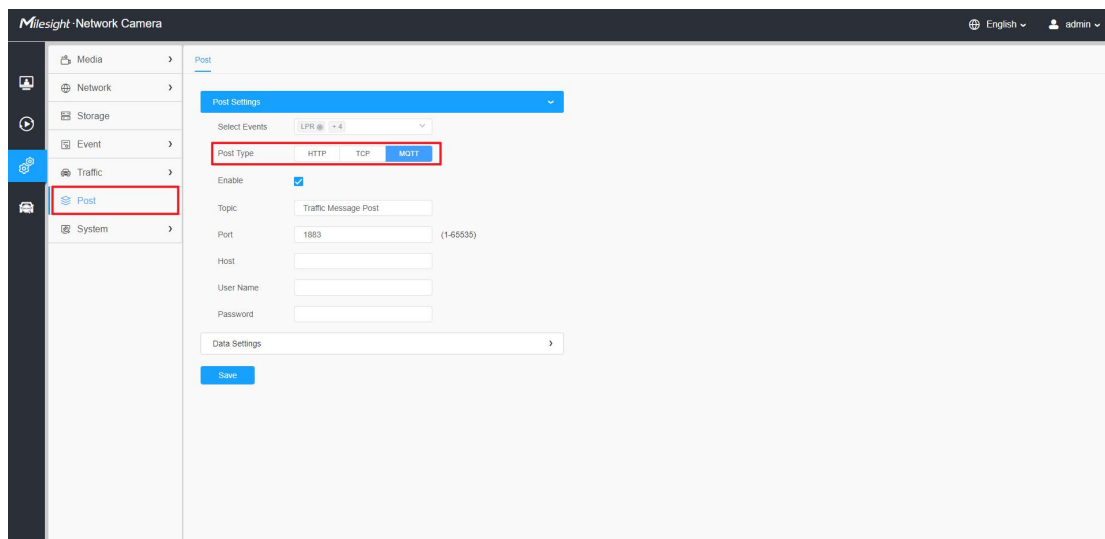 Milesight Network Camera
English
admin
Media
Network
Storage
Event
Traffic
Post
System
Post
Post Settings
Select Events LPR + 4
Post Type HTTP TCP MQTT
Enable
Topic Traffic Message Post
Port 1883 (1-65535)
Host
User Name
Password
Data Settings
Save